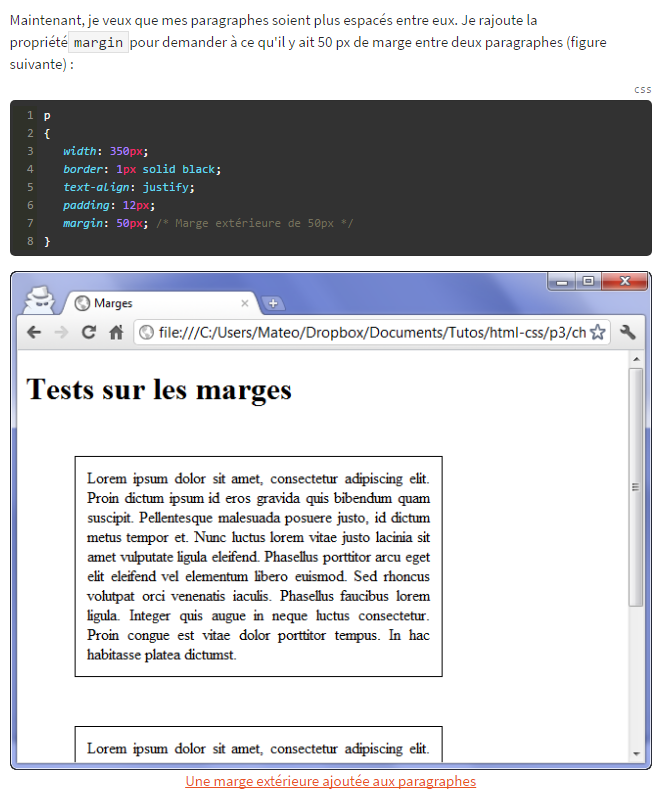 Maintenant, je veux que mes paragraphes soient plus espacés entre eux. Je rajoute la
propriété margin pour demander à ce qu'il y ait 50 px de marge entre deux paragraphes (figure
suivante) :
css
1 p
2 {
3 width: 350px;
4 border: 1px solid black;
5 text-align: justify;
6 padding: 12px;
7 margin: 50px; /* Marge extérieure de 50px */
8 }
Marges
file:///C:/Users/Mateo/Dropbox/Documents/Tutos/html-css/p3/ch
Tests sur les marges
Lorem ipsum dolor sit amet, consectetur adipiscing elit.
Proin dictum ipsum id eros gravida quis bibendum quam
suscipit. Pellentesque malesuada posuere justo, id dictum
metus tempor et. Nunc luctus lorem vitae justo lacinia sit
amet vulputate ligula eleifend. Phasellus porttitor arcu eget
elit eleifend vel elementum libero euismod. Sed rhoncus
volutpat orci venenatis iaculis. Phasellus faucibus lorem
ligula. Integer quis augue in neque luctus consectetur.
Proin congue est vitae dolor porttitor tempus. In hac
habitasse platea dictumst.
Lorem ipsum dolor sit amet, consectetur adipiscing elit.
Une marge extérieure ajoutée aux paragraphes